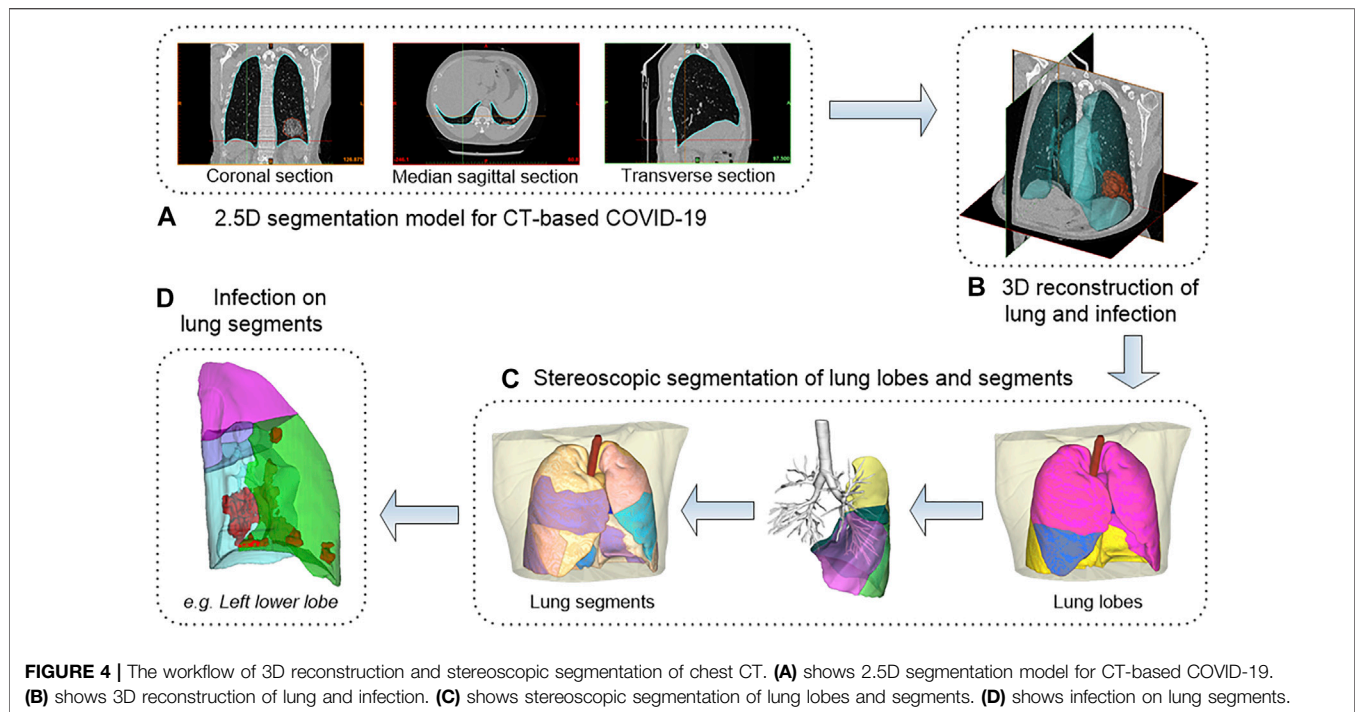 Coronal section
Median sagittal section
Transverse section
A 2.5D segmentation model for CT-based COVID-19
B 3D reconstruction of
lung and infection
C Stereoscopic segmentation of lung lobes and segments
Lung segments
Lung lobes
D Infection on
lung segments
e.g. Left lower lobe
FIGURE 4 | The workflow of 3D reconstruction and stereoscopic segmentation of chest CT. (A) shows 2.5D segmentation model for CT-based COVID-19.
(B) shows 3D reconstruction of lung and infection. (C) shows stereoscopic segmentation of lung lobes and segments. (D) shows infection on lung segments.